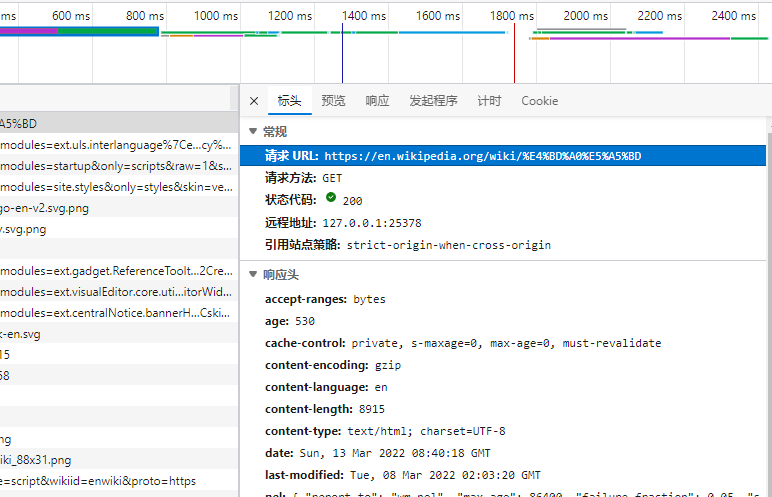 ms 600 ms 800 ms 1000 ms 1200 ms 1400 ms 1600 ms 1800 ms 2000 ms 2200 ms 2400 ms
标头 预览 响应 发起程序 计时 Cookie
A5%BD
常规
modules=ext.uls.interlanguage%7Ce...cy%...
请求 URL: https://en.wikipedia.org/wiki/%E4%BD%A0%E5%A5%BD
modules=startup&only=scripts&raw=1&s...
请求方法: GET
modules=site.styles&only=styles&skin=ve...
状态代码: 200
go-en-v2.svg.png
远程地址: 127.0.0.1:25378
y.svg.png
引用站点策略: strict-origin-when-cross-origin
modules=ext.gadget.ReferenceToolt...2Cre...
响应头
modules=ext.visualEditor.core.uti...itorWid...
accept-ranges: bytes
modules=ext.centralNotice.bannerH...Cski...
age: 530
k-en.svg
cache-control: private, s-maxage=0, max-age=0, must-revalidate
15
content-encoding: gzip
58
content-language: en
content-length: 8915
content-type: text/html; charset=UTF-8
ng
date: Sun, 13 Mar 2022 08:40:18 GMT
iki_88x31.png
last-modified: Tue, 08 Mar 2022 02:03:20 GMT
=script&wikiid=enwiki&proto=https
nel: { "report_to": "wm_nel", "max_age": 86400, "failure_fraction": 0.05, "s